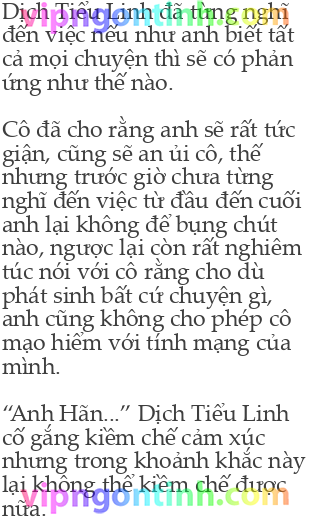 Dịch Tiểu Linh đã từng nghĩ
đến việc nếu như anh biết tất
cả mọi chuyện thì sẽ có phản
ứng như thế nào.
Cô đã cho rằng anh sẽ rất tức
giận, cũng sẽ an ủi cô, thế
nhưng trước giờ chưa từng
nghĩ đến việc từ đầu đến cuối
anh lại không để bụng chút
nào, ngược lại còn rất nghiêm
túc nói với cô rằng cho dù
phát sinh bất cứ chuyện gì,
anh cũng không cho phép cô
mạo hiểm với tính mạng của
mình.
“Anh Hãn...” Dịch Tiểu Linh
cố gắng kiềm chế cảm xúc
nhưng trong khoảnh khắc này
lại không thể kiềm chế được
nữa.
vipngontinh.com
vipngontinh.com